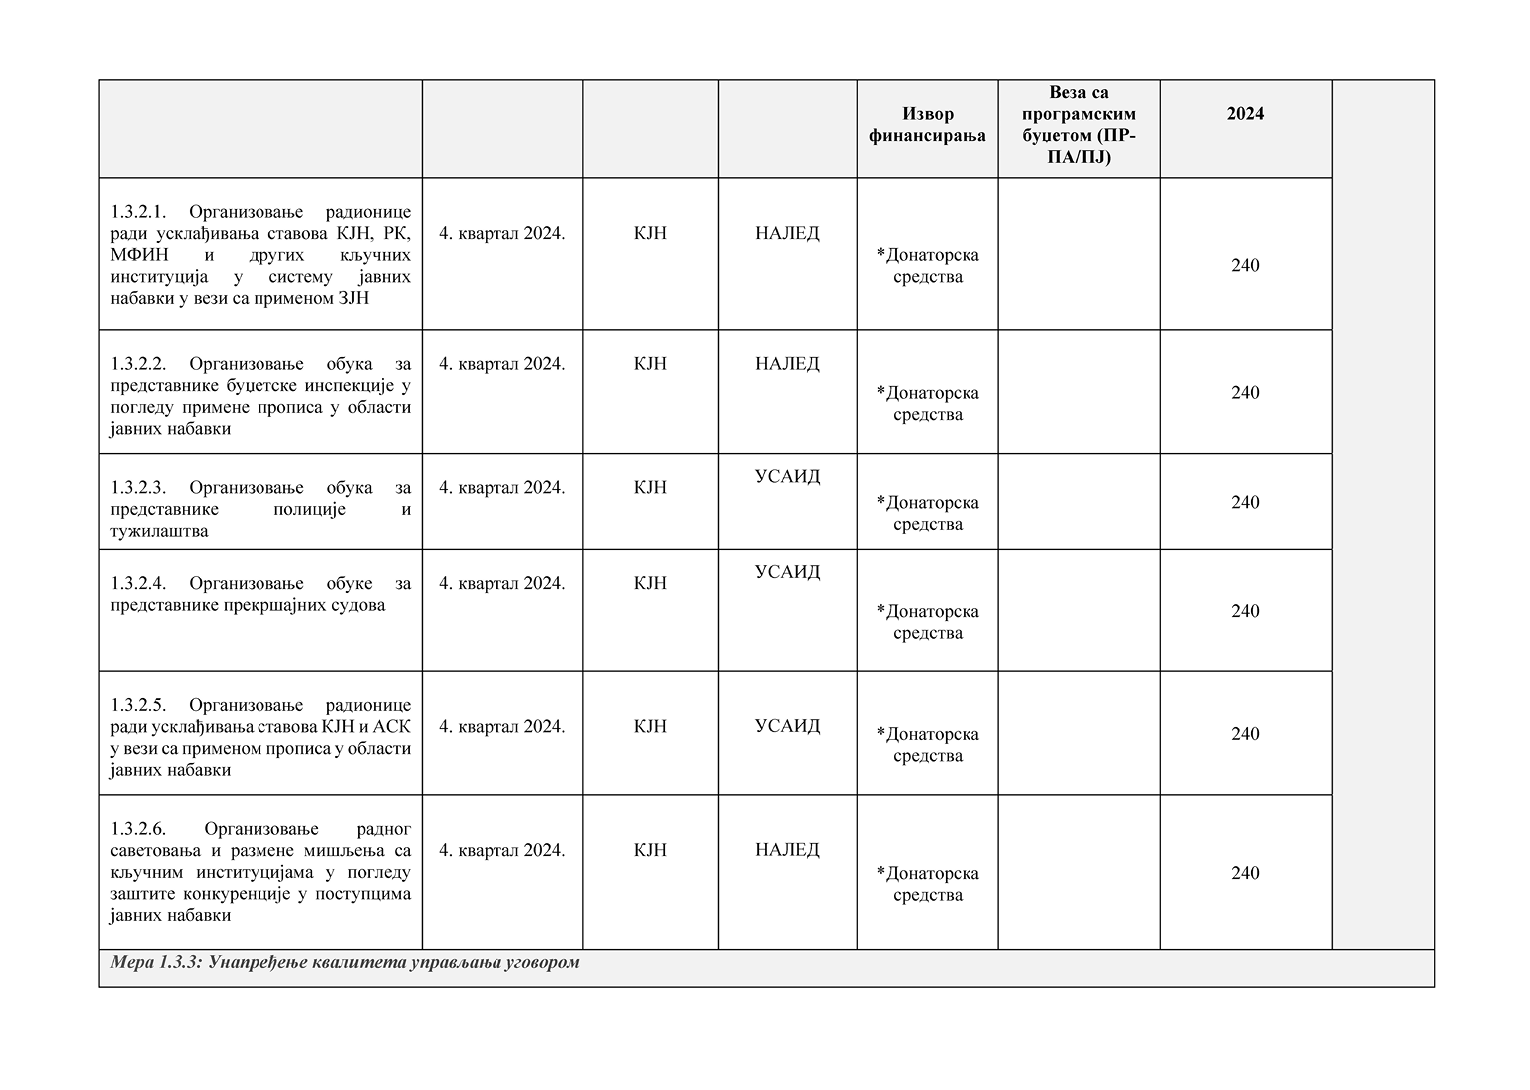 Извор финансирања
Веза са програмским буџетом (ПР-ПА/ПЈ)
2024
1.3.2.1. Организовање радионице
ради усклађивања ставова КЈН, РК,
МФИН и других кључних
институција у систему јавних
набавки у вези са применом ЗЈН
4. квартал 2024.
КЈН
НАЛЕД
*Донаторска
средства
240
1.3.2.2. Организовање обука за
представнике буџетске инспекције у
погледу примене прописа у области
јавних набавки
4. квартал 2024.
КЈН
НАЛЕД
*Донаторска
средства
240
1.3.2.3. Организовање обука за
представнике полиције и
тужилаштва
4. квартал 2024.
КЈН
УСАИД
*Донаторска
средства
240
1.3.2.4. Организовање обуке за
представнике прекршајних судова
4. квартал 2024.
КЈН
УСАИД
*Донаторска
средства
240
1.3.2.5. Организовање радионице
ради усклађивања ставова КЈН и АСК
у вези са применом прописа у области
јавних набавки
4. квартал 2024.
КЈН
УСАИД
*Донаторска
средства
240
1.3.2.6. Организовање радног
саветовања и размене мишљења са
кључним институцијама у погледу
заштите конкуренције у поступцима
јавних набавки
4. квартал 2024.
КЈН
НАЛЕД
*Донаторска
средства
240
Мера 1.3.3: Унапређење квалитета управљања уговором